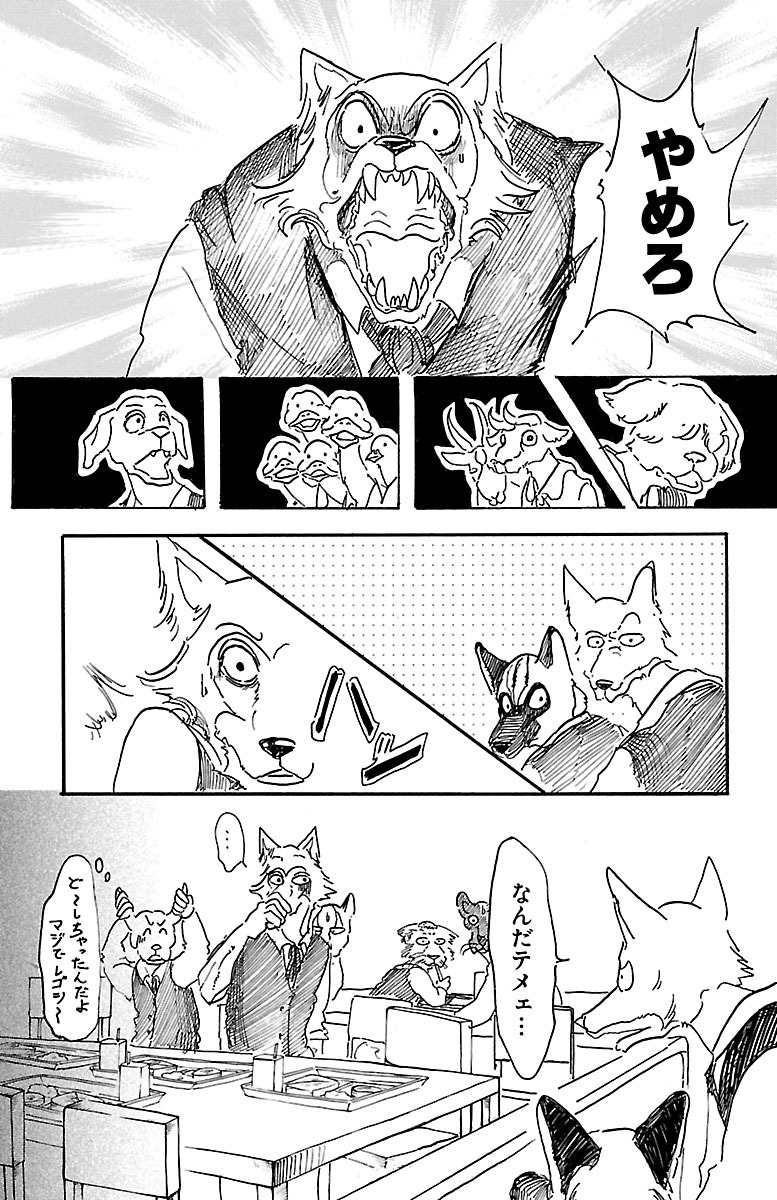 やめろ
ハッ
なんだテメェ…
…
ど〜しちゃったんだよ
マジでレゴシ〜